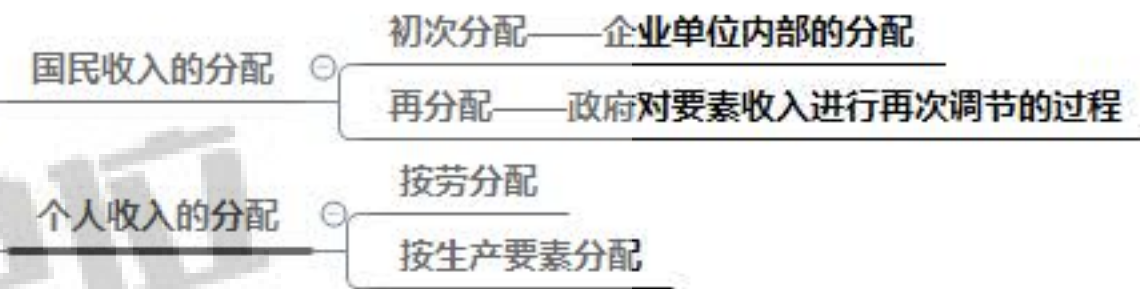 初次分配——企业单位内部的分配
国民收入的分配
再分配——政府对要素收入进行再次调节的过程
按劳分配
个人收入的分配
按生产要素分配